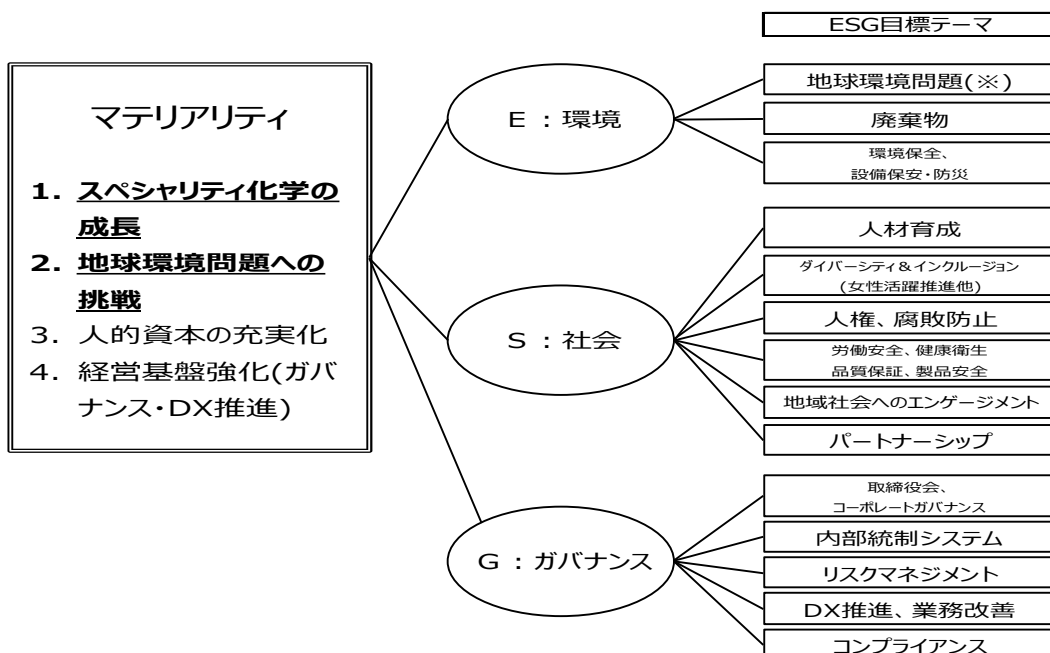 ESG目標テーマ
マテリアリティ
1. スペシャリティ化学の
成長
2. 地球環境問題への
挑戦
3. 人的資本の充実化
4. 経営基盤強化(ガバ
ナンス・DX推進)
E : 環境
地球環境問題(※)
廃棄物
環境保全、
設備保安・防災
S : 社会
人材育成
ダイバーシティ&インクルージョン
(女性活躍推進他)
人権、腐敗防止
労働安全、健康衛生
品質保証、製品安全
地域社会へのエンゲージメント
パートナーシップ
G : ガバナンス
取締役会、
コーポレートガバナンス
内部統制システム
リスクマネジメント
DX推進、業務改善
コンプライアンス